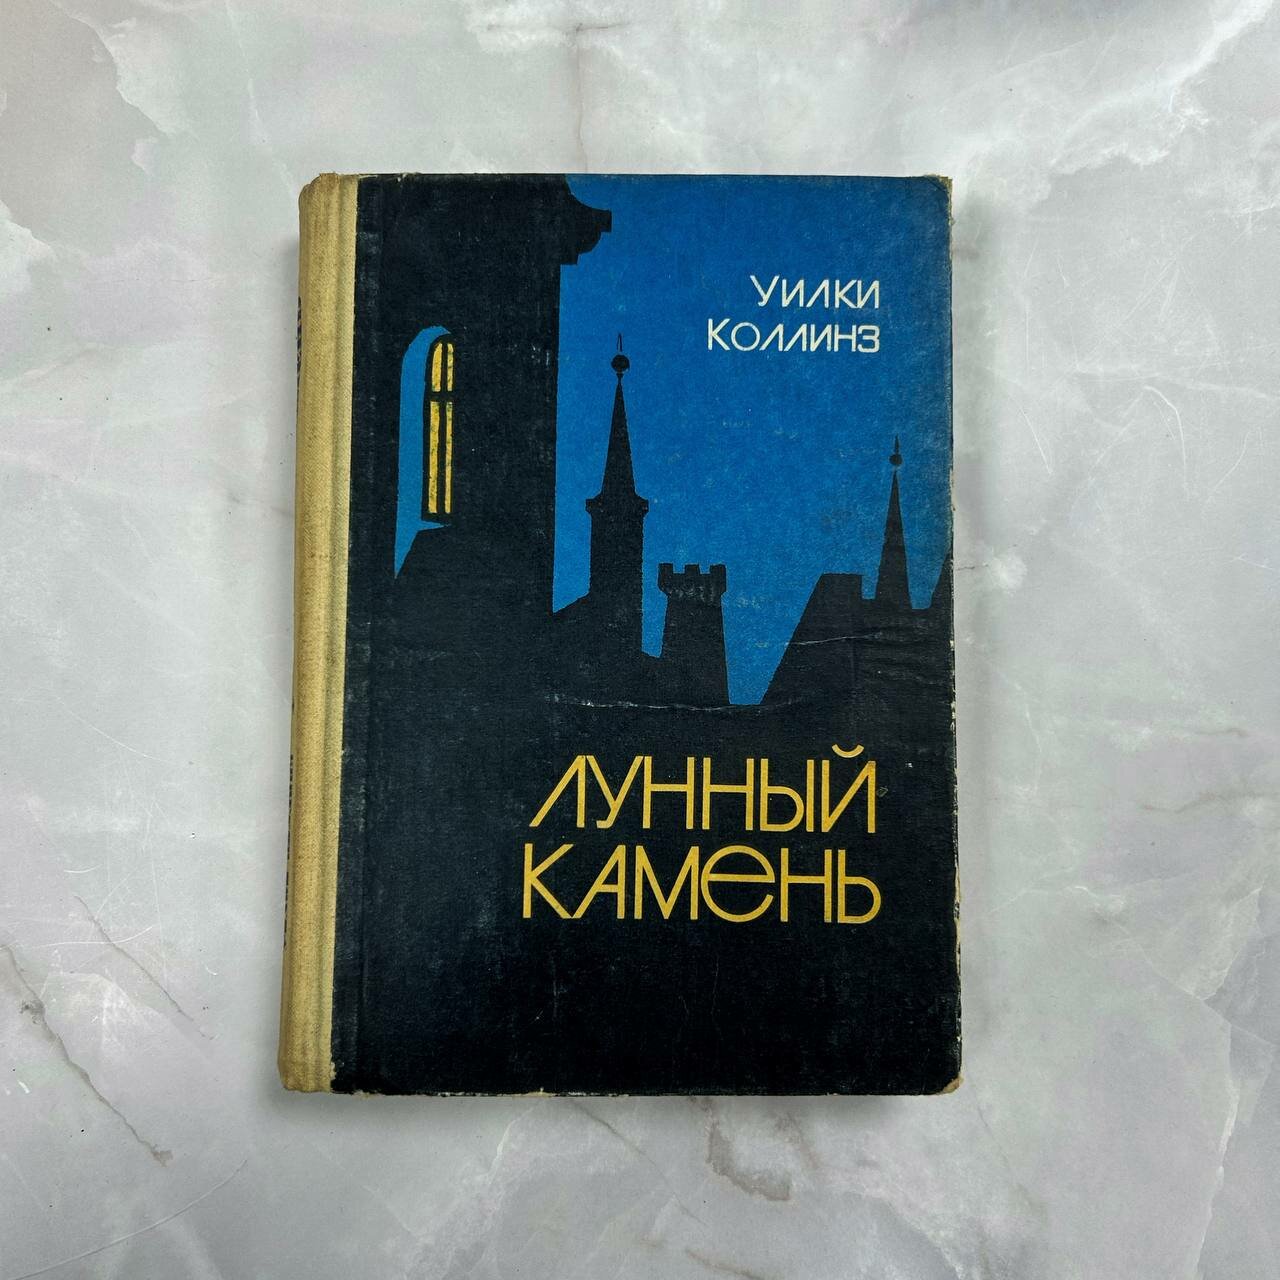 Уилки
Коллинз
Лунный
камень